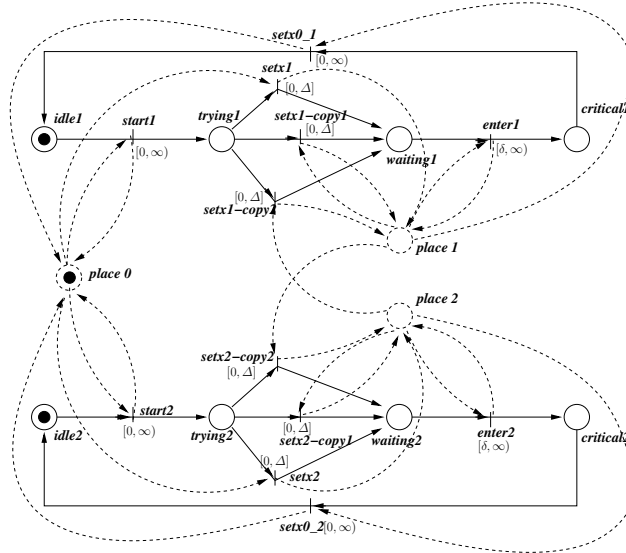 setx0_1
[0, ∞)
setx1
[0, Δ]
idle1
start1
trying1
setx1−copy1
[0, Δ]
enter1
critical1
[0, ∞)
waiting1
[δ, ∞)
[0, Δ]
setx1−copy2
place 1
place 0
place 2
setx2−copy2
[0, Δ]
start2
idle2
[0, ∞)
trying2
[0, Δ]
setx2−copy1
waiting2
enter2
[δ, ∞)
critical2
[0, Δ]
setx2
setx0_2
[0, ∞)